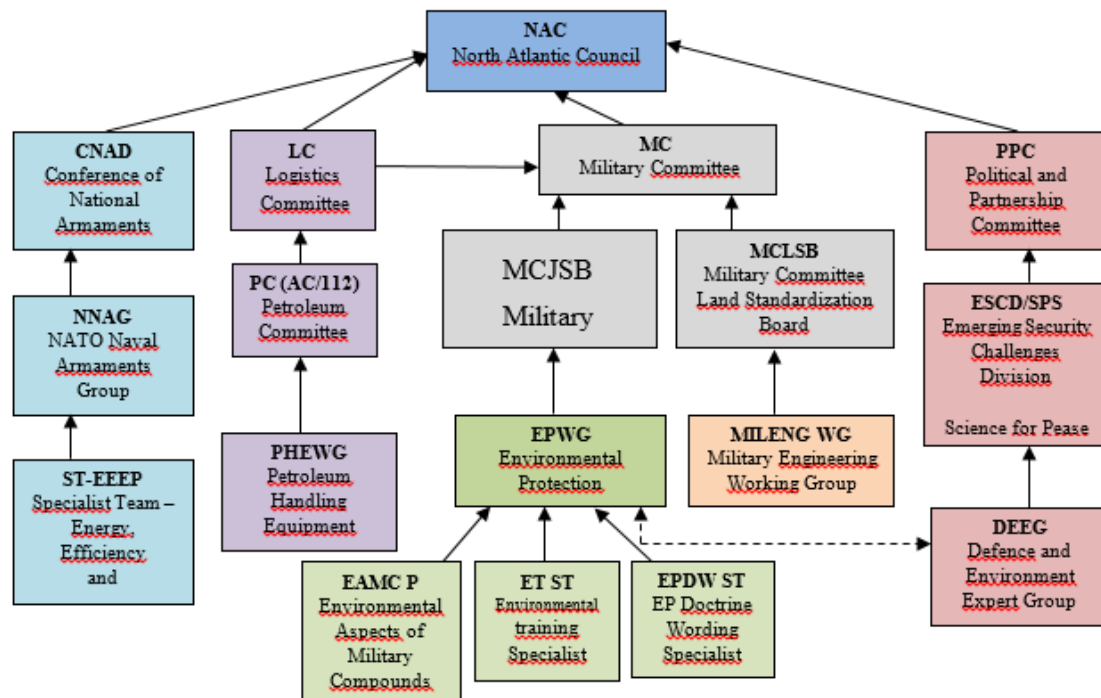 NAC
North Atlantic Council
CNAD
Conference of
National
Armaments
LC
Logistics
Committee
MC
Military Committee
PPC
Political and
Partnership
Committee
NNAG
NATO Naval
Armaments
Group
PC (AC/112)
Petroleum
Committee
MCJSB
Military
MCLSB
Military Committee
Land Standardization
Board
ESCD/SPS
Emerging Security
Challenges
Division
Science for Pease
ST-EEEP
Specialist Team –
Energy,
Efficiency
and
PHEWG
Petroleum
Handling
Equipment
EPWG
Environmental
Protection
MILENG WG
Military Engineering
Working Group
DEEG
Defence and
Environment
Expert Group
EAMC P
Environmental
Aspects of
Military
Compounds
ET ST
Environmental
training
Specialist
EPDW ST
EP Doctrine
Wording
Specialist